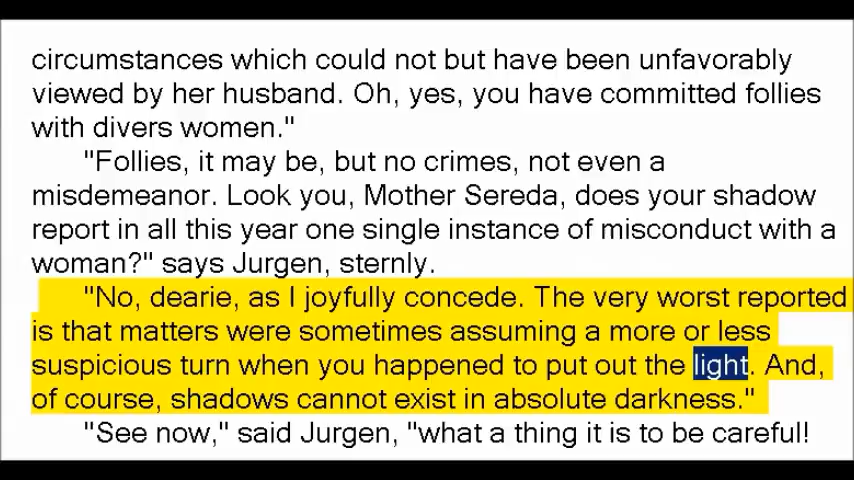 circumstances which could not but have been unfavorably
viewed by her husband. Oh, yes, you have committed follies
with divers women."
"Follies, it may be, but no crimes, not even a
misdemeanor. Look you, Mother Sereda, does your shadow
report in all this year one single instance of misconduct with a
woman?" says Jurgen, sternly.
"No, dearie, as I joyfully concede. The very worst reported
is that matters were sometimes assuming a more or less
suspicious turn when you happened to put out the light. And,
of course, shadows cannot exist in absolute darkness."
"See now," said Jurgen, "what a thing it is to be careful!